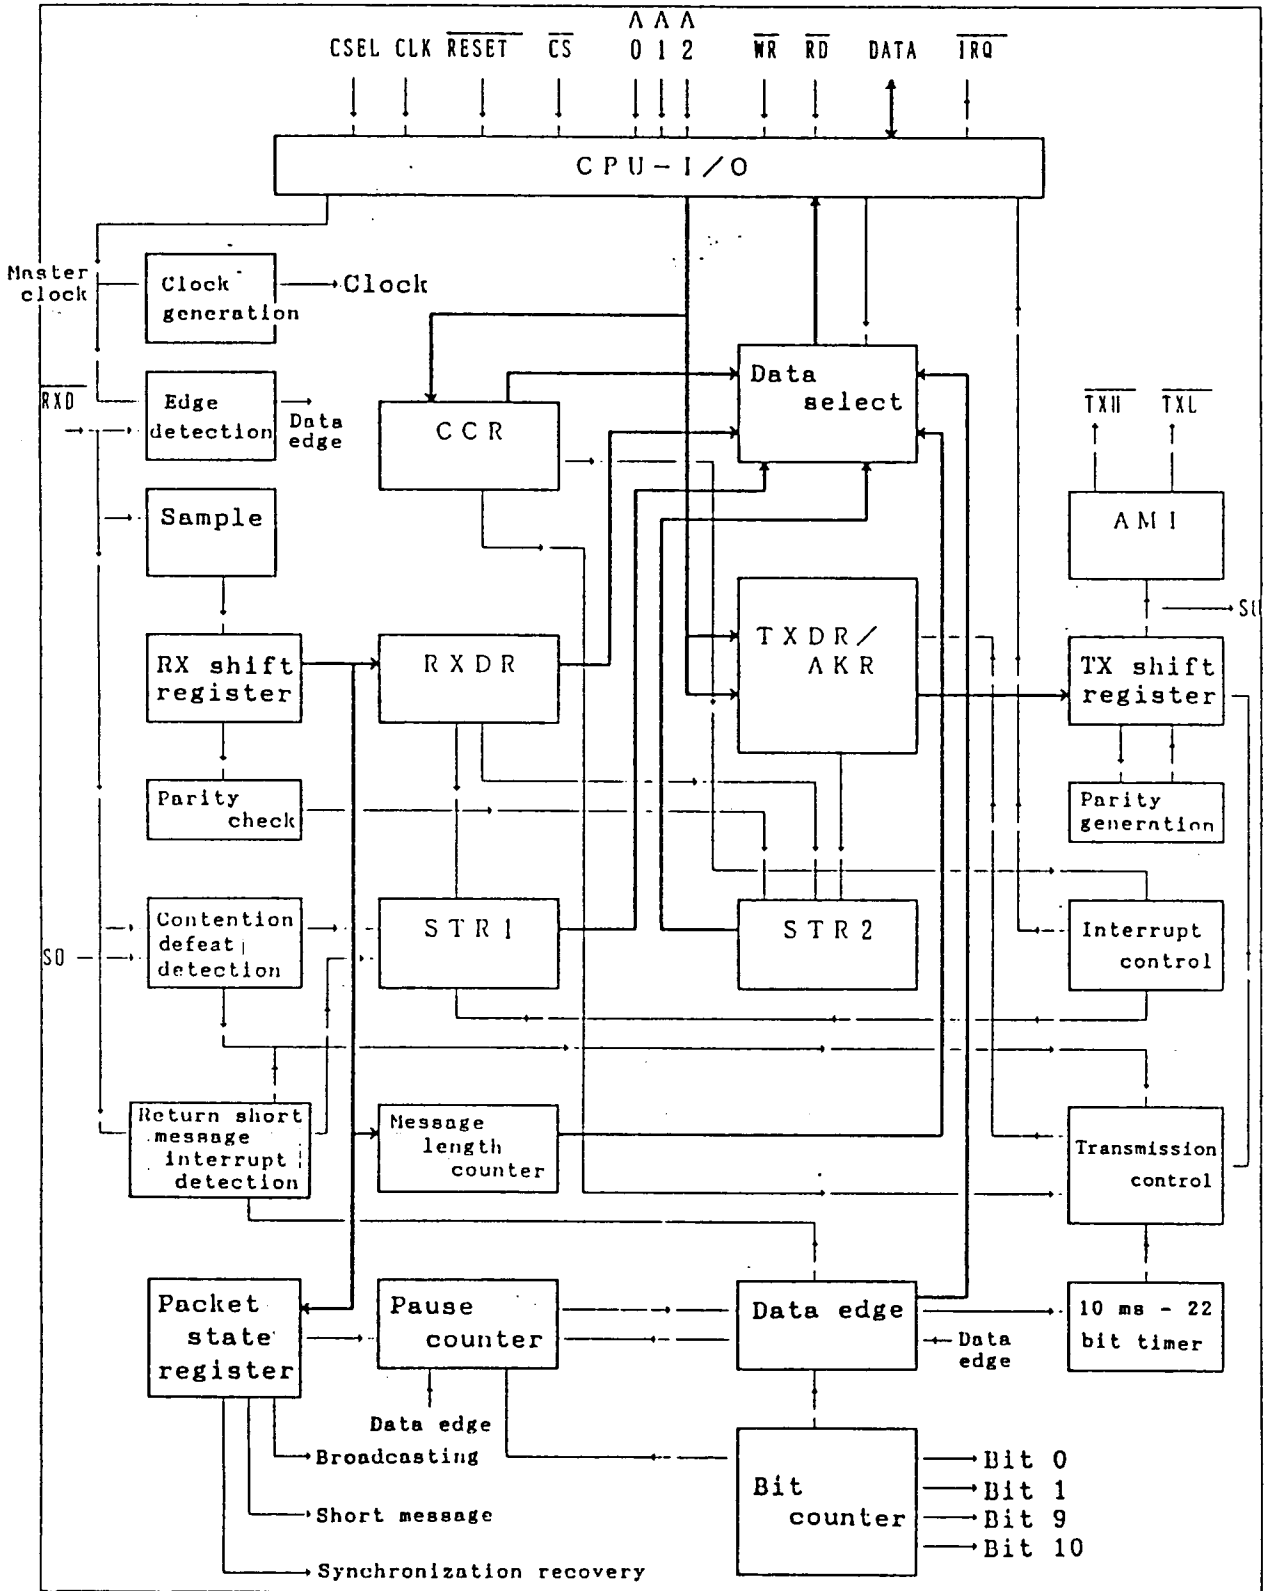 CSEL CLK RESET CS A0 A1 A2 WR RD DATA IRQ
CPU-I/O
Master
clock
Clock
generation
Clock
RXD
Edge
detection
Data
edge
CCR
Data
select
TXH TXL
AMI
Sample
SO
RX shift
register
RXDR
TXDR/
AKR
TX shift
register
Parity
check
Parity
generation
SO
Contention
defeat
detection
STR1
STR2
Interrupt
control
Return short
message
interrupt
detection
Message
length
counter
Transmission
control
Packet
state
register
Pause
counter
Data edge
Data
edge
10 ms - 22
bit timer
Data edge
Broadcasting
Short message
Synchronization recovery
Bit
counter
Bit 0
Bit 1
Bit 9
Bit 10